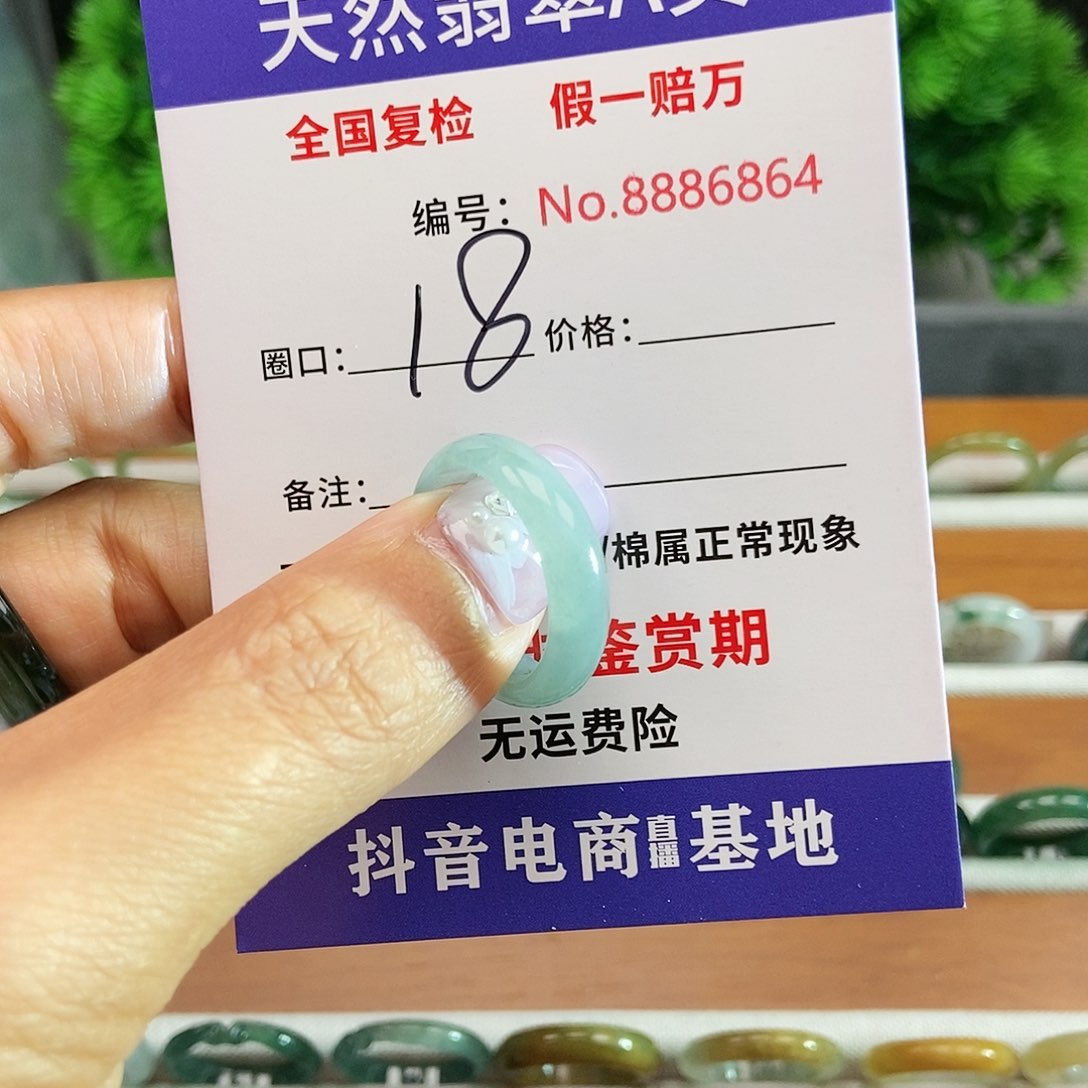 天然翡翠A货
全国复检 假一赔万
编号: No.8886864
圈口: 18 价格:
备注:
/棉属正常现象
鉴赏期
无运费险
抖音电商直播基地